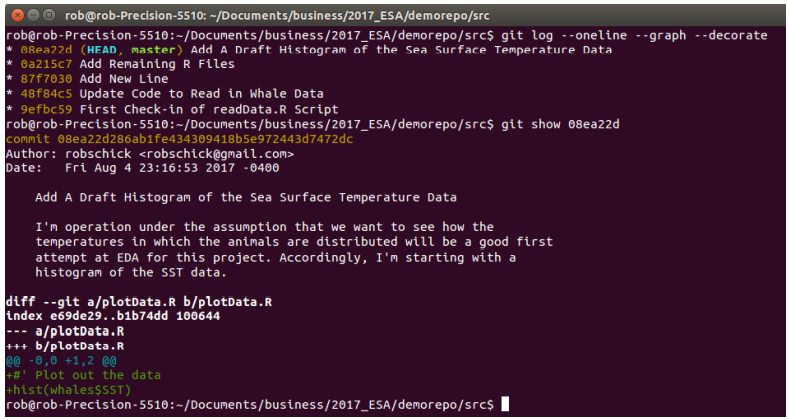 rob@rob-Precision-5510: ~/Documents/business/2017_ESA/demorepo/src
rob@rob-Precision-5510:~/Documents/business/2017_ESA/demorepo/src$ git log --oneline --graph --decorate
* 08ea22d (HEAD, master) Add A Draft Histogram of the Sea Surface Temperature Data
* 0a215c7 Add Remaining R Files
* 87f7030 Add New Line
* 48f84c5 Update Code to Read in Whale Data
* 9efbc59 First Check-in of readData.R Script
rob@rob-Precision-5510:~/Documents/business/2017_ESA/demorepo/src$ git show 08ea22d
commit 08ea22d286ab1fe434309418b5e972443d7472dc
Author: robschick <robschick@gmail.com>
Date:   Fri Aug 4 23:16:53 2017 -0400
    Add A Draft Histogram of the Sea Surface Temperature Data
    I'm operation under the assumption that we want to see how the
    temperatures in which the animals are distributed will be a good first
    attempt at EDA for this project. Accordingly, I'm starting with a
    histogram of the SST data.
diff --git a/plotData.R b/plotData.R
index e69de29..b1b74dd 100644
--- a/plotData.R
+++ b/plotData.R
@@ -0,0 +1,2 @@
+#' Plot out the data
+hist(whales$SST)
rob@rob-Precision-5510:~/Documents/business/2017_ESA/demorepo/src$